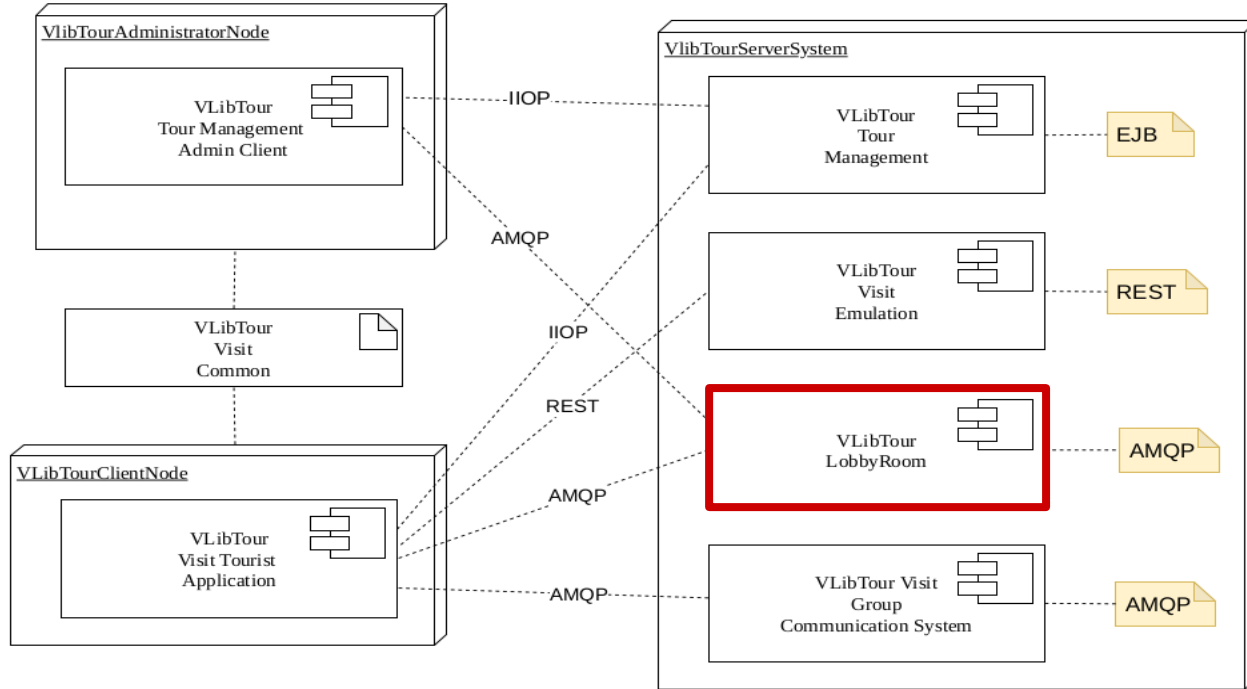 VlibTourAdministratorNode
VLibTour
Tour Management
Admin Client
VLibTour
Visit
Common
VLibTourClientNode
VLibTour
Visit Tourist
Application
IIOP
AMQP
IIOP
REST
AMQP
AMQP
VlibTourServerSystem
VLibTour
Tour
Management
EJB
VLibTour
Visit
Emulation
REST
VLibTour
LobbyRoom
AMQP
VLibTour Visit
Group
Communication System
AMQP